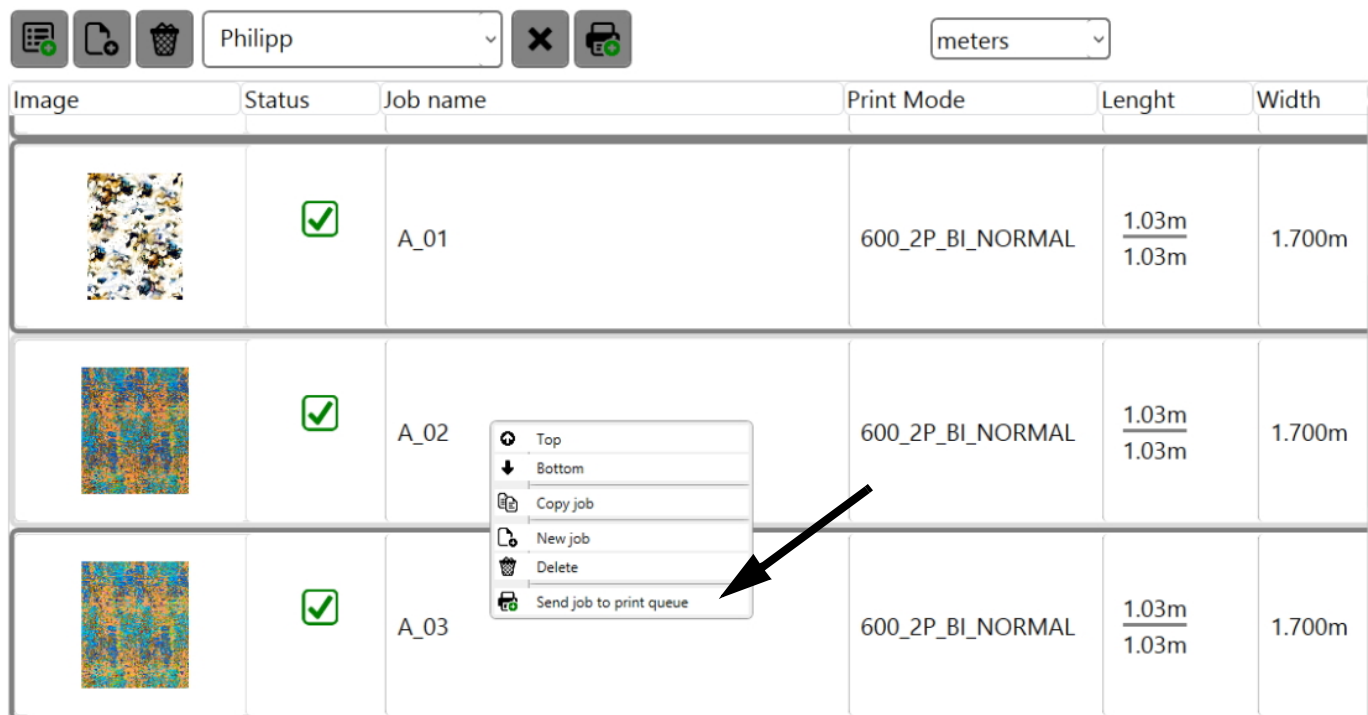 Philipp
meters
Image Status Job name Print Mode Lenght Width
A_01 600_2P_BI_NORMAL 1.03m 1.700m
1.03m
A_02 600_2P_BI_NORMAL 1.03m 1.700m
1.03m
Top
Bottom
Copy job
New job
Delete
Send job to print queue
A_03 600_2P_BI_NORMAL 1.03m 1.700m
1.03m